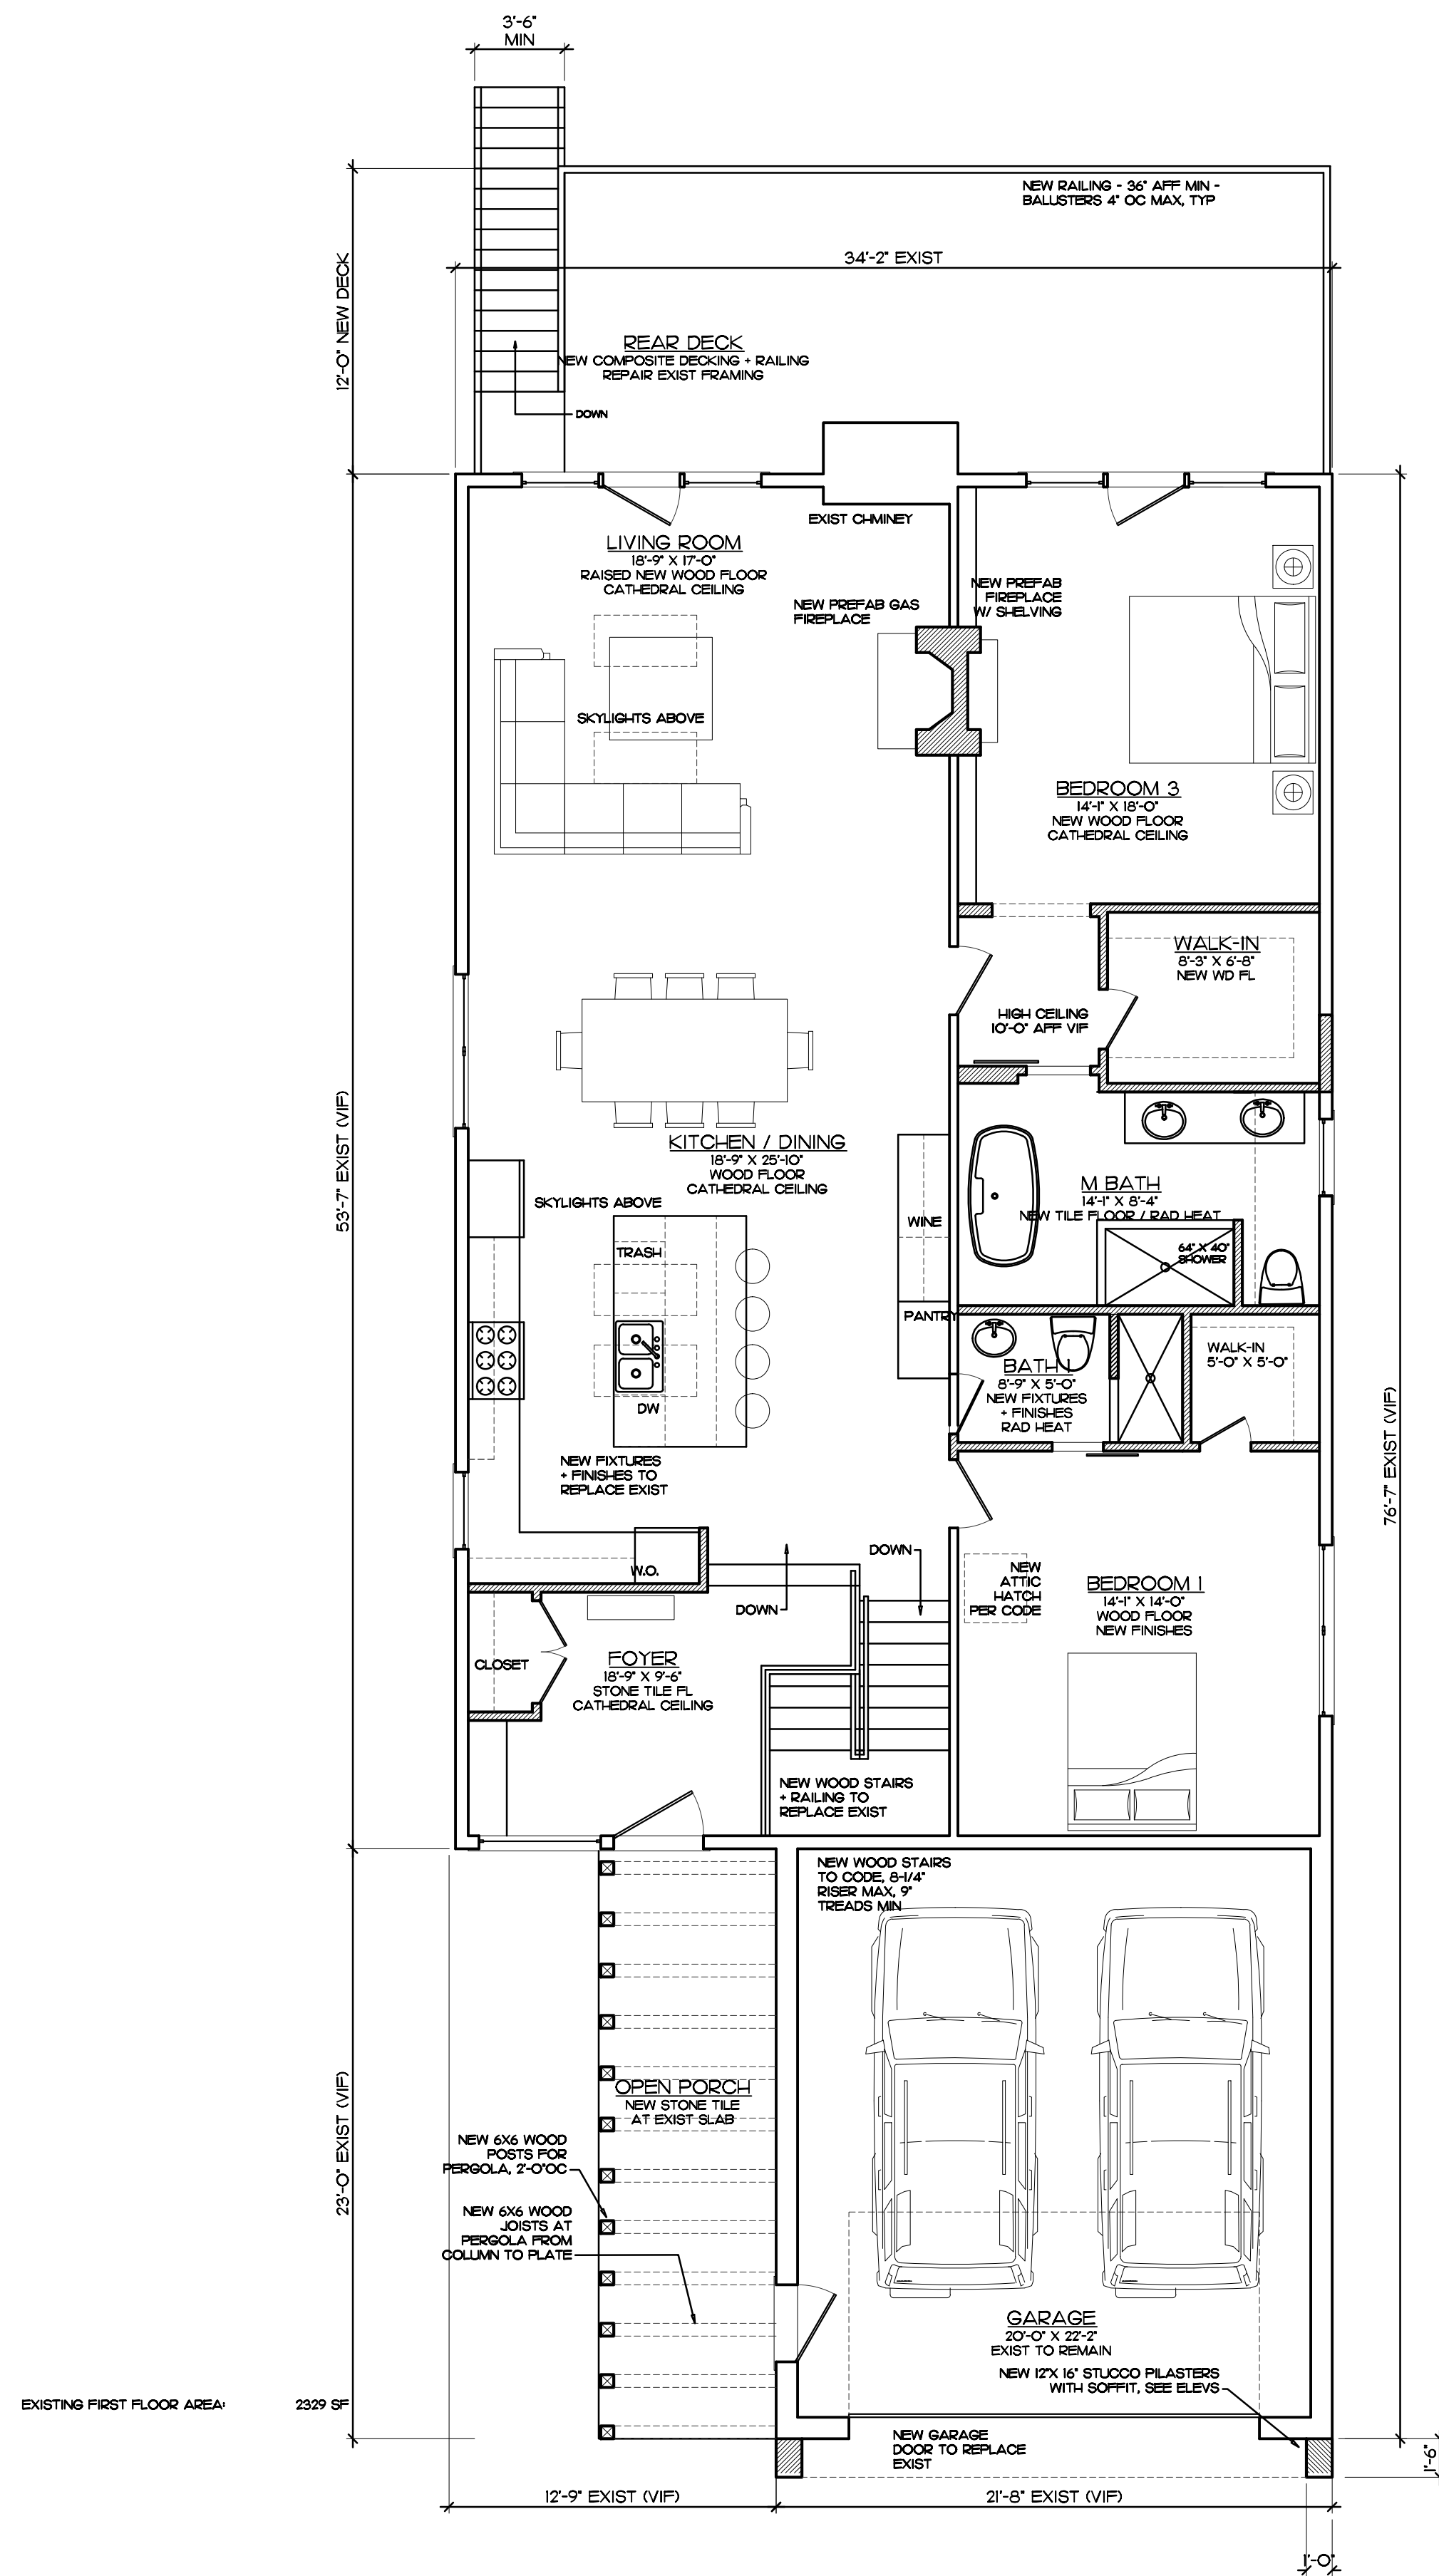 3'-6"
MIN
NEW RAILING - 36" AFF MIN -
BALUSTERS 4" OC MAX, TYP
34'-2" EXIST
12'-0" NEW DECK
REAR DECK
NEW COMPOSITE DECKING + RAILING
REPAIR EXIST FRAMING
DOWN
EXIST CHMINEY
LIVING ROOM
18'-9" X 17'-0"
RAISED NEW WOOD FLOOR
CATHEDRAL CEILING
NEW PREFAB GAS
FIREPLACE
NEW PREFAB
FIREPLACE
W/ SHELVING
SKYLIGHTS ABOVE
BEDROOM 3
14'-1" X 18'-0"
NEW WOOD FLOOR
CATHEDRAL CEILING
WALK-IN
8'-3" X 6'-8"
NEW WD FL
HIGH CEILING
10'-0" AFF VIF
53'-7" EXIST (VIF)
KITCHEN / DINING
18'-9" X 25'-10"
WOOD FLOOR
CATHEDRAL CEILING
SKYLIGHTS ABOVE
M BATH
14'-1" X 8'-4"
NEW TILE FLOOR / RAD HEAT
WINE
64" X 40"
SHOWER
TRASH
PANTRY
WALK-IN
5'-0" X 5'-0"
BATH 1
8'-9" X 5'-0"
NEW FIXTURES
+ FINISHES
RAD HEAT
DW
76'-7" EXIST (VIF)
NEW FIXTURES
+ FINISHES TO
REPLACE EXIST
W.O.
DOWN
DOWN
NEW
ATTIC
HATCH
PER CODE
BEDROOM 1
14'-1" X 14'-0"
WOOD FLOOR
NEW FINISHES
CLOSET
FOYER
18'-9" X 9'-6"
STONE TILE FL
CATHEDRAL CEILING
NEW WOOD STAIRS
+ RAILING TO
REPLACE EXIST
NEW WOOD STAIRS
TO CODE, 8-1/4"
RISER MAX, 9"
TREADS MIN
23'-0" EXIST (VIF)
OPEN PORCH
NEW STONE TILE
AT EXIST SLAB
NEW 6X6 WOOD
POSTS FOR
PERGOLA, 2'-0"OC
NEW 6X6 WOOD
JOISTS AT
PERGOLA FROM
COLUMN TO PLATE
GARAGE
20'-0" X 22'-2"
EXIST TO REMAIN
NEW 12"X 16" STUCCO PILASTERS
WITH SOFFIT, SEE ELEVS
EXISTING FIRST FLOOR AREA: 2329 SF
NEW GARAGE
DOOR TO REPLACE
EXIST
1'-6"
12'-9" EXIST (VIF)
21'-8" EXIST (VIF)
1'-0"